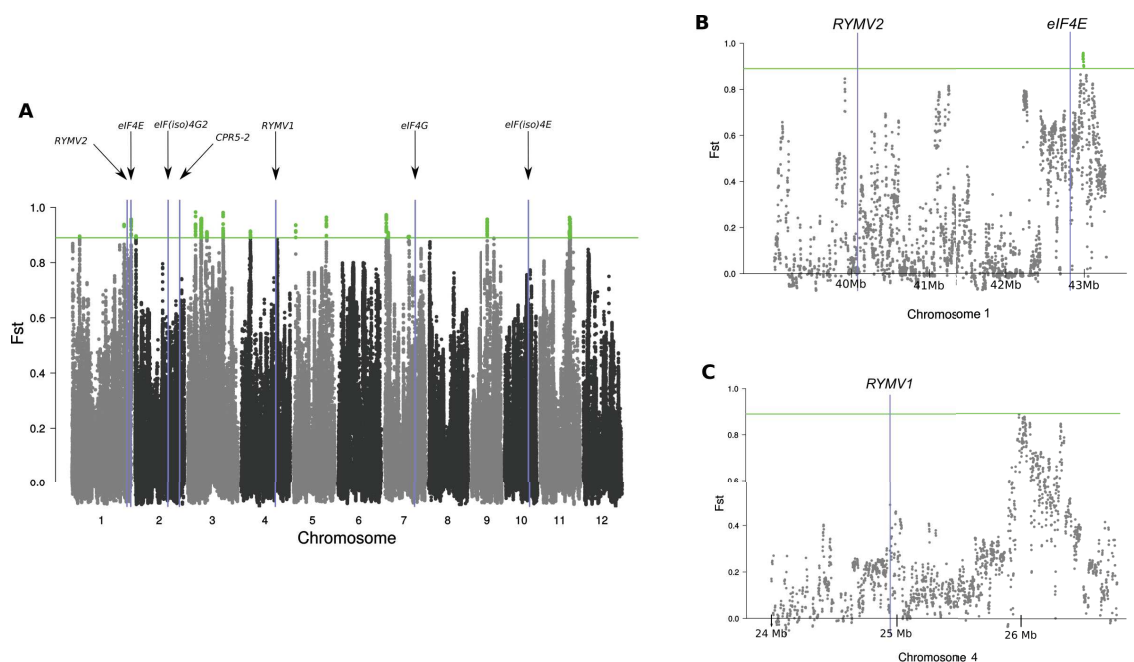 A
RYMV2
eIF4E
eIF(iso)4G2
CPR5-2
RYMV1
eIF4G
eIF(iso)4E
1.0
0.8
0.6
0.4
0.2
0.0
Fst
1 2 3 4 5 6 7 8 9 10 11 12
Chromosome
B
RYMV2
eIF4E
1.0
0.8
0.6
0.4
0.2
0.0
Fst
40Mb 41Mb 42Mb 43Mb
Chromosome 1
C
RYMV1
1.0
0.8
0.6
0.4
0.2
0.0
Fst
24 Mb 25 Mb 26 Mb
Chromosome 4